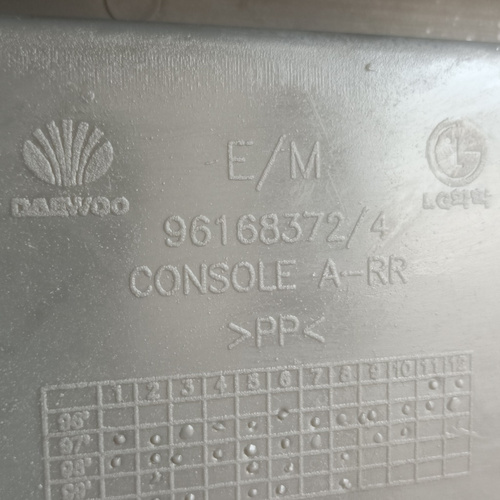 E/M
DAEWOO
LG화학
96168372/4
CONSOLE A-RR
>PP<
1 2 3 4 5 6 7 8 9 10 11 12
96'
97'
98'
99'